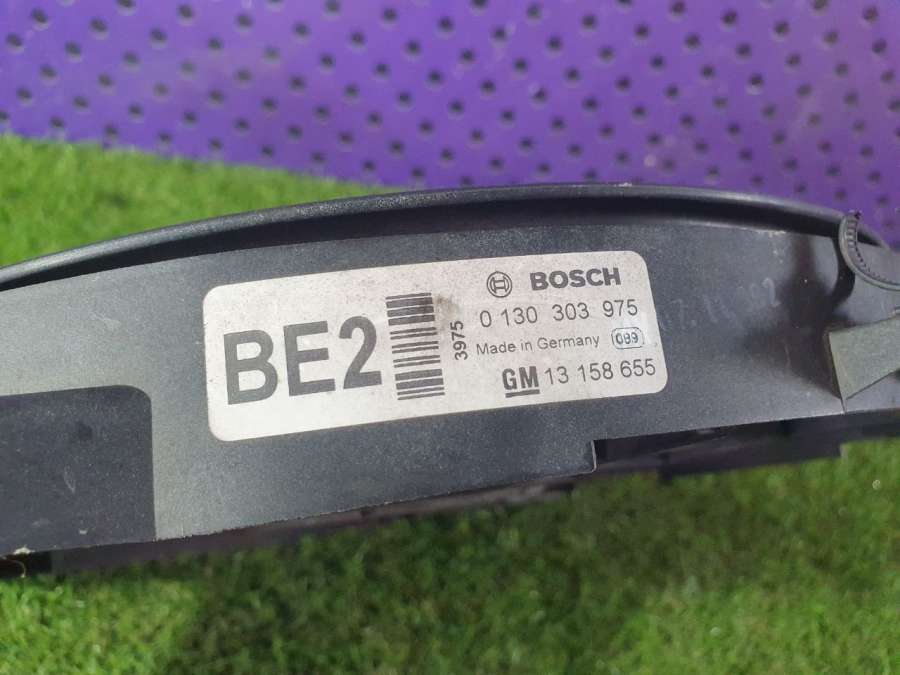 BE2
3975
BOSCH
0 130 303 975
Made in Germany 089
GM 13 158 655